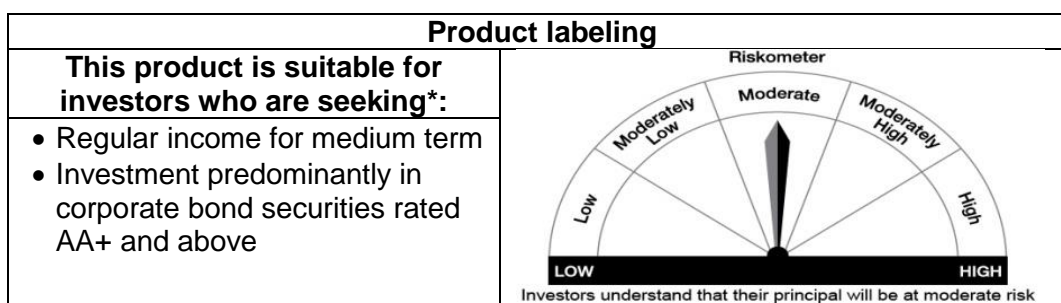 Product labeling
This product is suitable for
investors who are seeking*:
• Regular income for medium term
• Investment predominantly in
corporate bond securities rated
AA+ and above
Riskometer
Low
Moderately
Low
Moderate
Moderately
High
High
LOW
HIGH
Investors understand that their principal will be at moderate risk